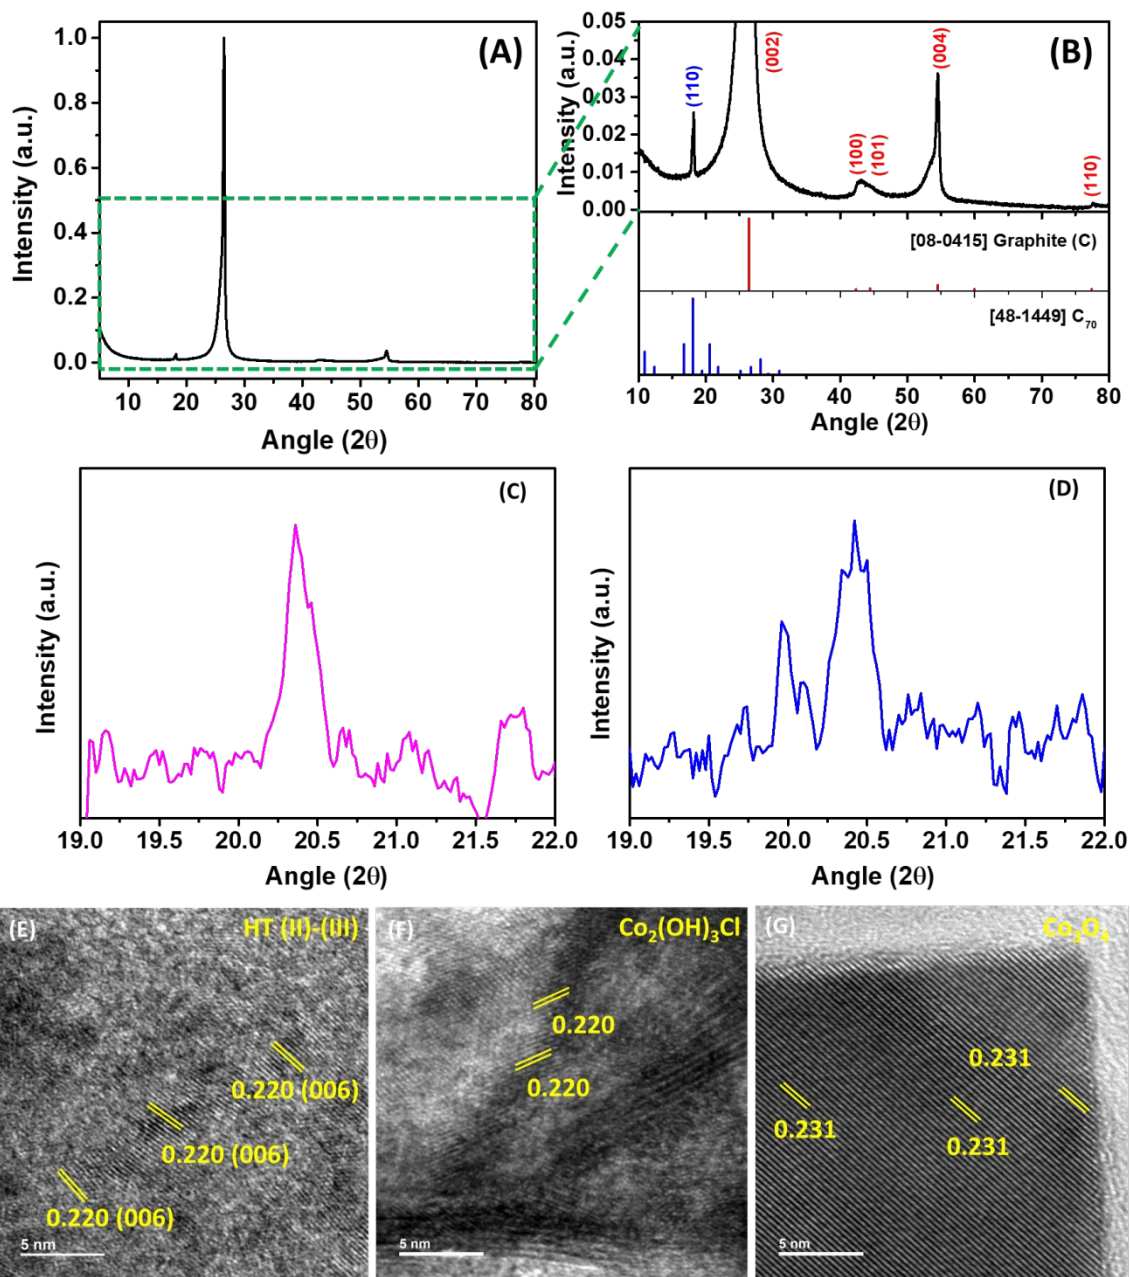 (A)
Intensity (a.u.)
1.0
0.8
0.6
0.4
0.2
0.0
10 20 30 40 50 60 70 80
Angle (2θ)
(B)
Intensity (a.u.)
0.05
0.04
0.03
0.02
0.01
0.00
(110)
(002)
(100)
(101)
(004)
(110)
[08-0415] Graphite (C)
[48-1449] C₇₀
10 20 30 40 50 60 70 80
Angle (2θ)
(C)
Intensity (a.u.)
19.0 19.5 20.0 20.5 21.0 21.5 22.0
Angle (2θ)
(D)
Intensity (a.u.)
19.0 19.5 20.0 20.5 21.0 21.5 22.0
Angle (2θ)
(E)
HT (II)-(III)
0.220 (006)
0.220 (006)
0.220 (006)
5 nm
(F)
Co₂(OH)₃Cl
0.220
0.220
5 nm
(G)
Co₃O₄
0.231
0.231
0.231
5 nm